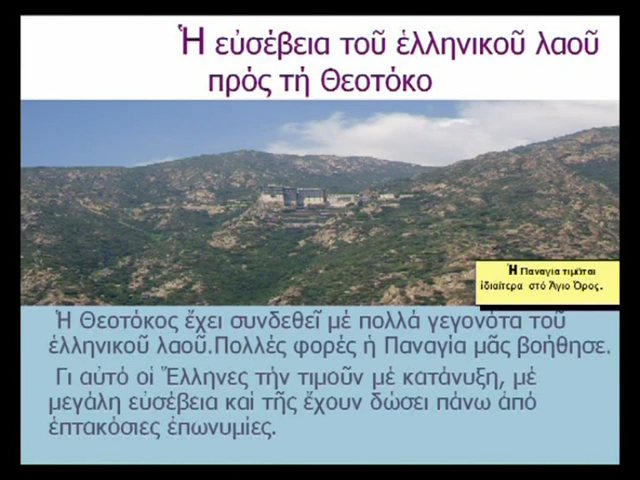 Ἡ εὐσέβεια τοῦ ἑλληνικοῦ λαοῦ
πρός τή Θεοτόκο
Ἡ Παναγία τιμᾶται
ἰδιαίτερα στό Ἅγιο Ὄρος.
Ἡ Θεοτόκος ἔχει συνδεθεῖ μέ πολλά γεγονότα τοῦ
ἑλληνικοῦ λαοῦ.Πολλές φορές ἡ Παναγία μᾶς βοήθησε.
Γι αὐτό οἱ Ἕλληνες τήν τιμοῦν μέ κατάνυξη, μέ
μεγάλη εὐσέβεια καί τῆς ἔχουν δώσει πάνω ἀπό
ἑπτακόσιες ἐπωνυμίες.